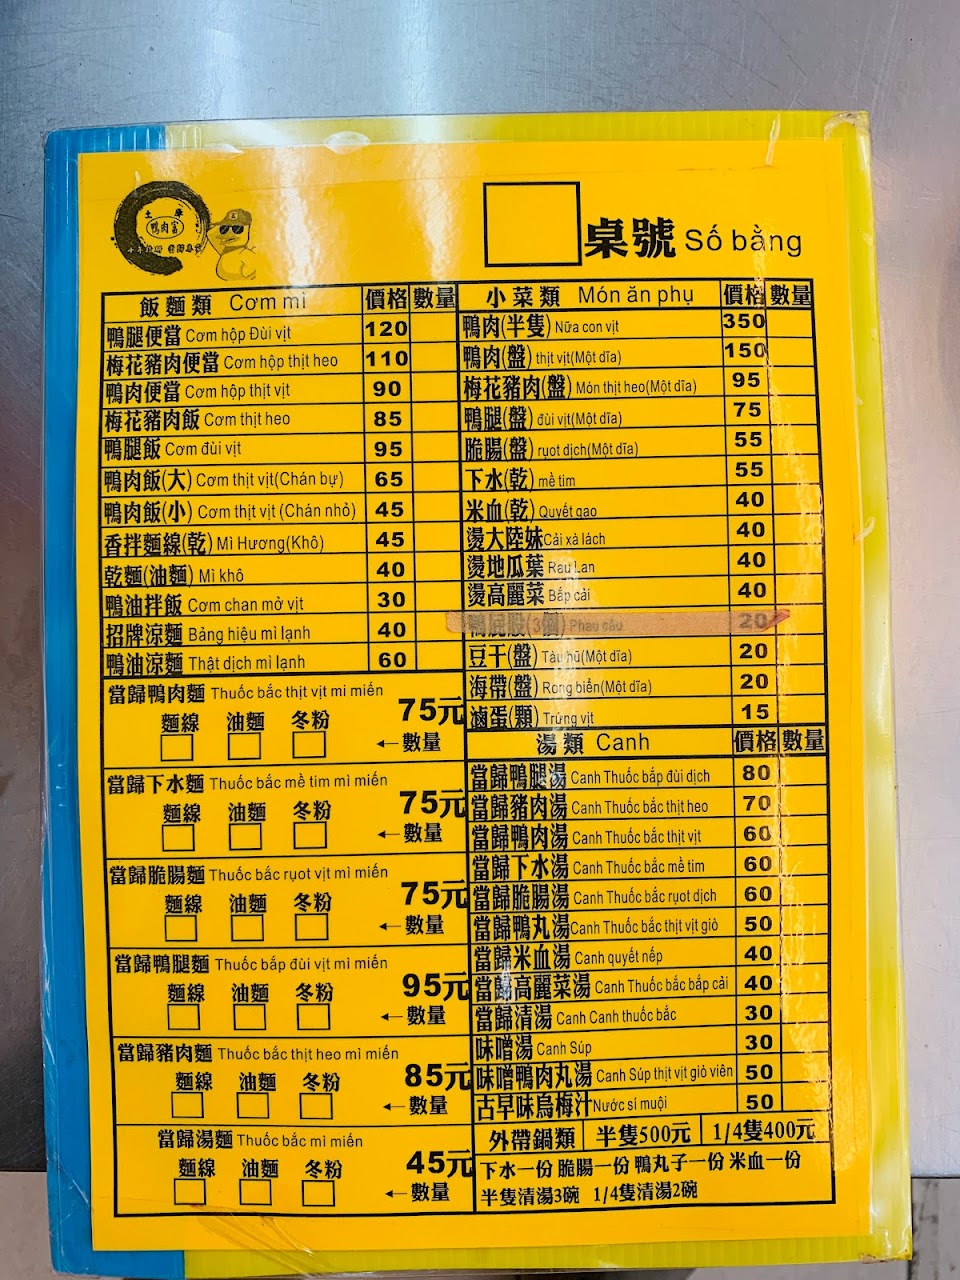 土庫
鴨肉富
桌號 Số bằng
飯麵類 Cơm mì 價格 數量
鴨腿便當 Cơm hộp Đùi vịt 120
梅花豬肉便當 Cơm hộp thịt heo 110
鴨肉便當 Cơm hộp thịt vịt 90
梅花豬肉飯 Cơm thịt heo 85
鴨腿飯 Cơm đùi vịt 95
鴨肉飯(大) Cơm thịt vịt(Chán bự) 65
鴨肉飯(小) Cơm thịt vịt (Chán nhỏ) 45
香拌麵線(乾) Mì Hương(Khô) 45
乾麵(油麵) Mì khô 40
鴨油拌飯 Cơm chan mở vịt 30
招牌涼麵 Bảng hiệu mì lạnh 40
鴨油涼麵 Thật dịch mì lạnh 60
當歸鴨肉麵 Thuốc bắc thịt vịt mi miến
75元
麵線 油麵 冬粉
←數量
當歸下水麵 Thuốc bắc mề tim mì miến
75元
麵線 油麵 冬粉
←數量
當歸脆腸麵 Thuốc bắc rụot vịt mì miến
75元
麵線 油麵 冬粉
←數量
當歸鴨腿麵 Thuốc bắp đùi vịt mì miến
95元
麵線 油麵 冬粉
←數量
當歸豬肉麵 Thuốc bắc thịt heo mì miến
85元
麵線 油麵 冬粉
←數量
當歸湯麵 Thuốc bắc mì miến
45元
麵線 油麵 冬粉
←數量
小菜類 Món ăn phụ 價格 數量
鴨肉(半隻) Nữa con vịt 350
鴨肉(盤) thịt vịt(Một dĩa) 150
梅花豬肉(盤) Món thịt heo(Một dĩa) 95
鴨腿(盤) đùi vịt(Một dĩa) 75
脆腸(盤) rụot dịch(Một dĩa) 55
下水(乾) mề tim 55
米血(乾) Quyết gạo 40
燙大陸妹 Cải xà lách 40
燙地瓜葉 Rau Lan 40
燙高麗菜 Bắp cải 40
鴨屁股(3個) Phau câu 20
豆干(盤) Tàu hũ(Một dĩa) 20
海帶(盤) Rong biển(Một dĩa) 20
滷蛋(顆) Trứng vịt 15
湯類 Canh 價格 數量
當歸鴨腿湯 Canh Thuốc bắp đùi dịch 80
當歸豬肉湯 Canh Thuốc bắc thịt heo 70
當歸鴨肉湯 Canh Thuốc bắc thịt vịt 60
當歸下水湯 Canh Thuốc bắc mề tim 60
當歸脆腸湯 Canh Thuốc bắc rụot dịch 60
當歸鴨丸湯 Canh Thuốc bắc thịt vịt giò 50
當歸米血湯 Canh quyết nếp 40
當歸高麗菜湯 Canh Thuốc bắc bắp cải 40
當歸清湯 Canh Canh thuốc bắc 30
味噌湯 Canh Súp 30
味噌鴨肉丸湯 Canh Súp thịt vịt giò viên 50
古早味烏梅汁 Nước sí muội 50
外帶鍋類 半隻500元 1/4隻400元
下水一份 脆腸一份 鴨丸子一份 米血一份
半隻清湯3碗 1/4隻清湯2碗